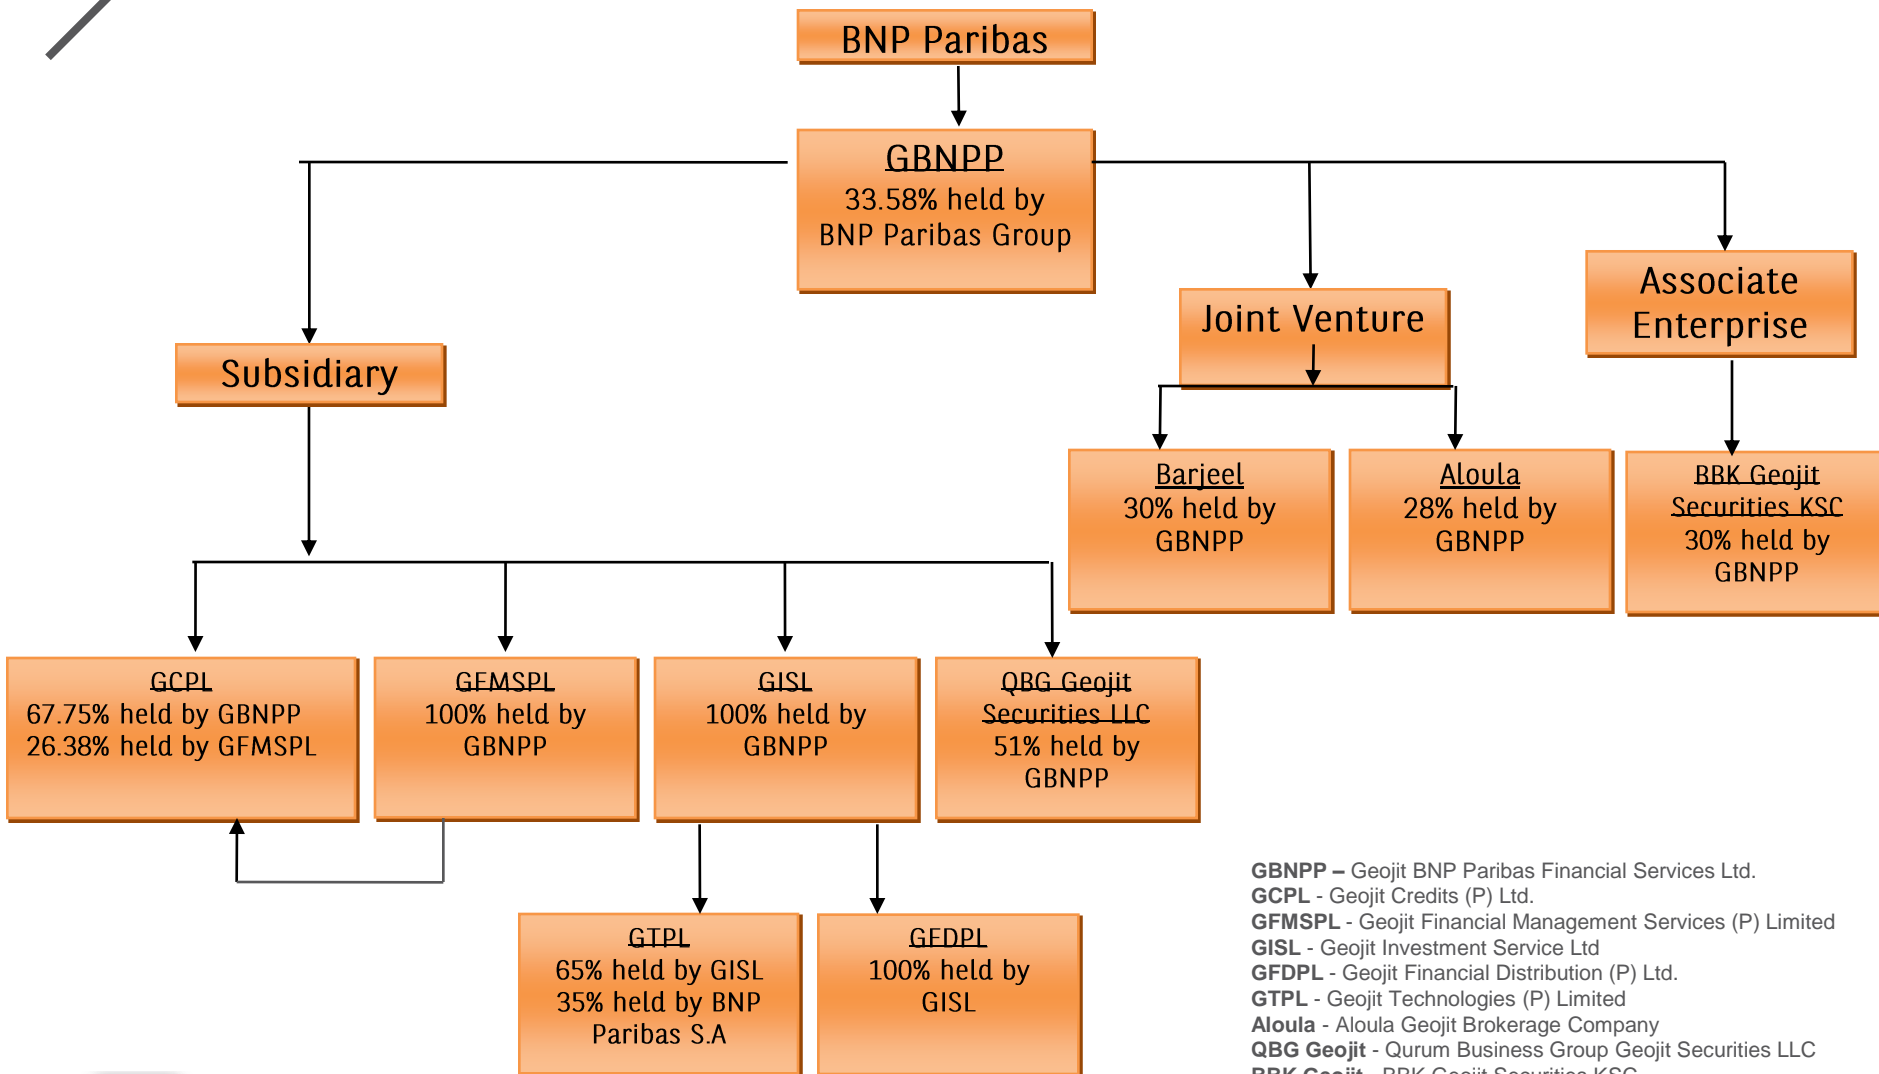 BNP Paribas
GBNPP
33.58% held by
BNP Paribas Group
Associate
Enterprise
Joint Venture
Subsidiary
Barjeel
30% held by
GBNPP
Aloula
28% held by
GBNPP
BBK Geojit
Securities KSC
30% held by
GBNPP
GCPL
67.75% held by GBNPP
26.38% held by GFMSPL
GFMSPL
100% held by
GBNPP
GISL
100% held by
GBNPP
QBG Geojit
Securities LLC
51% held by
GBNPP
GTPL
65% held by GISL
35% held by BNP
Paribas S.A
GFDPL
100% held by
GISL
GBNPP – Geojit BNP Paribas Financial Services Ltd.
GCPL - Geojit Credits (P) Ltd.
GFMSPL - Geojit Financial Management Services (P) Limited
GISL - Geojit Investment Service Ltd
GFDPL - Geojit Financial Distribution (P) Ltd.
GTPL - Geojit Technologies (P) Limited
Aloula - Aloula Geojit Brokerage Company
QBG Geojit - Qurum Business Group Geojit Securities LLC
BBK Geojit - BBK Geojit Securities KSC